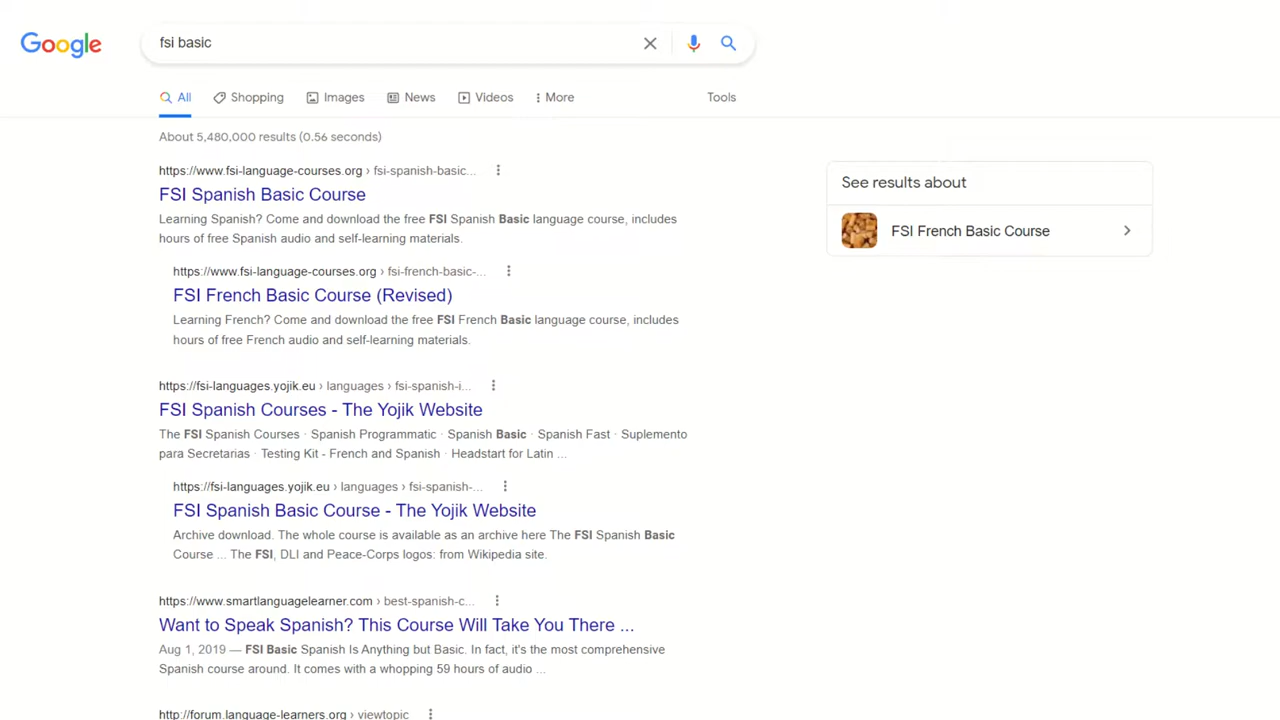 Google
fsi basic
All Shopping Images News Videos More Tools
About 5,480,000 results (0.56 seconds)
https://www.fsi-language-courses.org › fsi-spanish-basic...
FSI Spanish Basic Course
Learning Spanish? Come and download the free FSI Spanish Basic language course, includes
hours of free Spanish audio and self-learning materials.
https://www.fsi-language-courses.org › fsi-french-basic-...
FSI French Basic Course (Revised)
Learning French? Come and download the free FSI French Basic language course, includes
hours of free French audio and self-learning materials.
https://fsi-languages.yojik.eu › languages › fsi-spanish-i...
FSI Spanish Courses - The Yojik Website
The FSI Spanish Courses · Spanish Programmatic · Spanish Basic · Spanish Fast · Suplemento
para Secretarias · Testing Kit - French and Spanish · Headstart for Latin ...
https://fsi-languages.yojik.eu › languages › fsi-spanish-...
FSI Spanish Basic Course - The Yojik Website
Archive download. The whole course is available as an archive here The FSI Spanish Basic
Course ... The FSI, DLI and Peace-Corps logos: from Wikipedia site.
https://www.smartlanguagelearner.com › best-spanish-c...
Want to Speak Spanish? This Course Will Take You There ...
Aug 1, 2019 — FSI Basic Spanish Is Anything but Basic. In fact, it's the most comprehensive
Spanish course around. It comes with a whopping 59 hours of audio ...
http://forum.language-learners.org › viewtopic
See results about
FSI French Basic Course